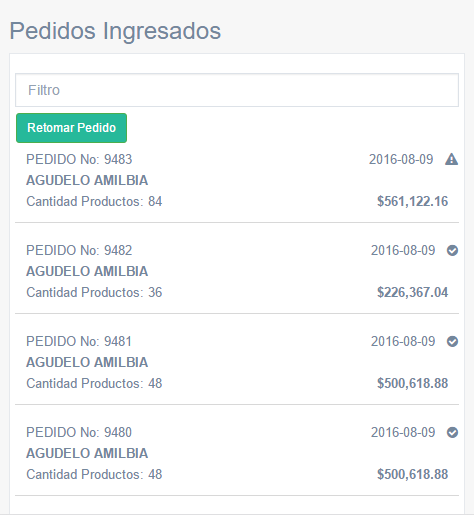 Pedidos Ingresados
Filtro
Retomar Pedido
PEDIDO No: 9483 2016-08-09
AGUDELO AMILBIA
Cantidad Productos: 84 $561,122.16
PEDIDO No: 9482 2016-08-09
AGUDELO AMILBIA
Cantidad Productos: 36 $226,367.04
PEDIDO No: 9481 2016-08-09
AGUDELO AMILBIA
Cantidad Productos: 48 $500,618.88
PEDIDO No: 9480 2016-08-09
AGUDELO AMILBIA
Cantidad Productos: 48 $500,618.88